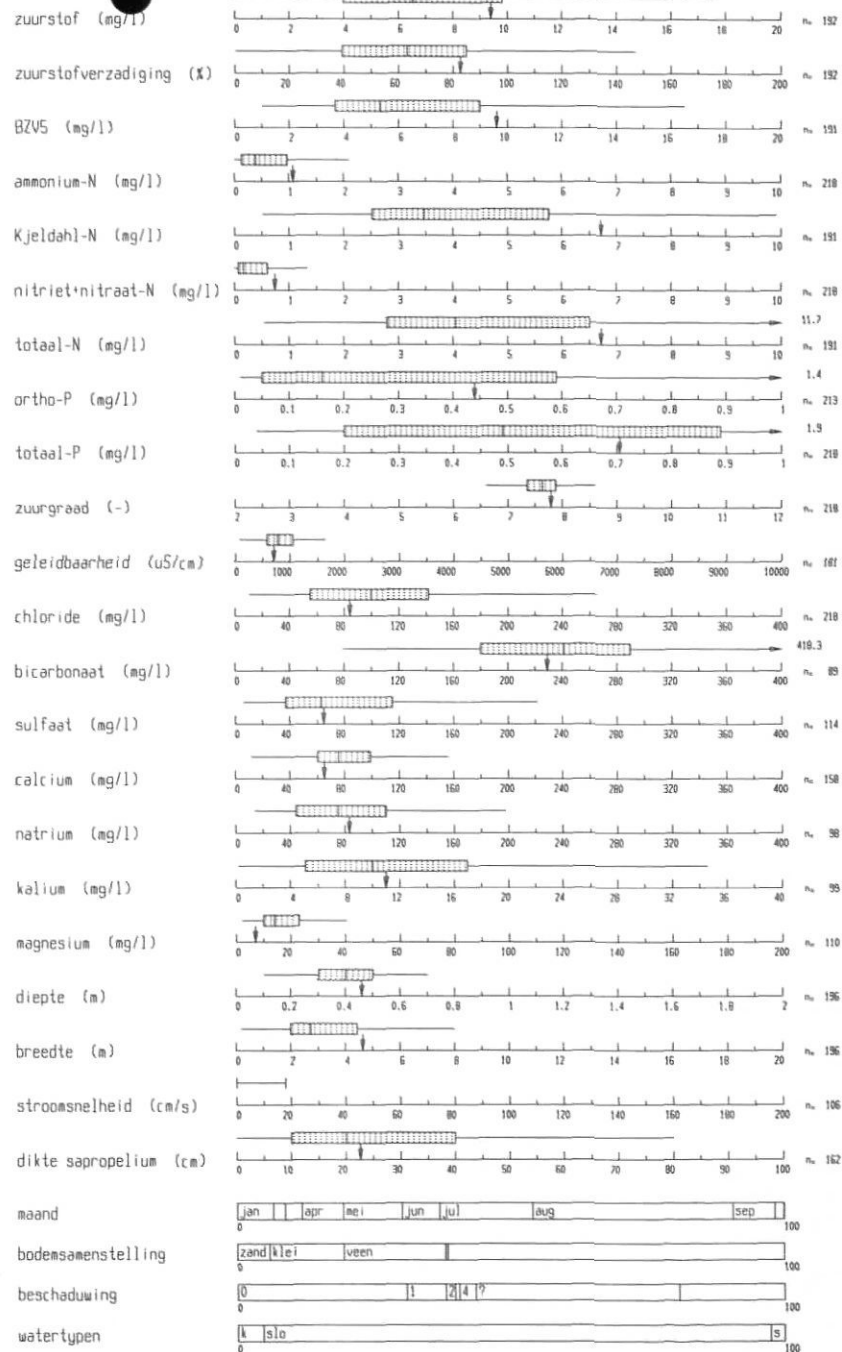 zuurstof (mg/l) 0 2 4 6 8 10 12 14 16 18 20 n= 192
zuurstofverzadiging (%) 0 20 40 60 80 100 120 140 160 180 200 n= 192
BZV5 (mg/l) 0 2 4 6 8 10 12 14 16 18 20 n= 191
ammonium-N (mg/l) 0 1 2 3 4 5 6 7 8 9 10 n= 218
Kjeldahl-N (mg/l) 0 1 2 3 4 5 6 7 8 9 10 n= 191
nitriet+nitraat-N (mg/l) 0 1 2 3 4 5 6 7 8 9 10 n= 218
11.7
totaal-N (mg/l) 0 1 2 3 4 5 6 7 8 9 10 n= 191
1.4
ortho-P (mg/l) 0 0.1 0.2 0.3 0.4 0.5 0.6 0.7 0.8 0.9 1 n= 213
1.9
totaal-P (mg/l) 0 0.1 0.2 0.3 0.4 0.5 0.6 0.7 0.8 0.9 1 n= 218
zuurgraad (-) 2 3 4 5 6 7 8 9 10 11 12 n= 218
geleidbaarheid (uS/cm) 0 1000 2000 3000 4000 5000 6000 7000 8000 9000 10000 n= 181
chloride (mg/l) 0 40 80 120 160 200 240 280 320 360 400 n= 218
418.3
bicarbonaat (mg/l) 0 40 80 120 160 200 240 280 320 360 400 n= 89
sulfaat (mg/l) 0 40 80 120 160 200 240 280 320 360 400 n= 114
calcium (mg/l) 0 40 80 120 160 200 240 280 320 360 400 n= 158
natrium (mg/l) 0 40 80 120 160 200 240 280 320 360 400 n= 98
kalium (mg/l) 0 4 8 12 16 20 24 28 32 36 40 n= 99
magnesium (mg/l) 0 20 40 60 80 100 120 140 160 180 200 n= 110
diepte (m) 0 0.2 0.4 0.6 0.8 1 1.2 1.4 1.6 1.8 2 n= 196
breedte (m) 0 2 4 6 8 10 12 14 16 18 20 n= 196
stroomsnelheid (cm/s) 0 20 40 60 80 100 120 140 160 180 200 n= 106
dikte sapropelium (cm) 0 10 20 30 40 50 60 70 80 90 100 n= 162
maand jan apr mei jun jul aug sep
0 100
bodemsamenstelling zand klei veen
0 100
beschaduwing 0 1 2 4 ?
0 100
watertypen k slo s
0 100